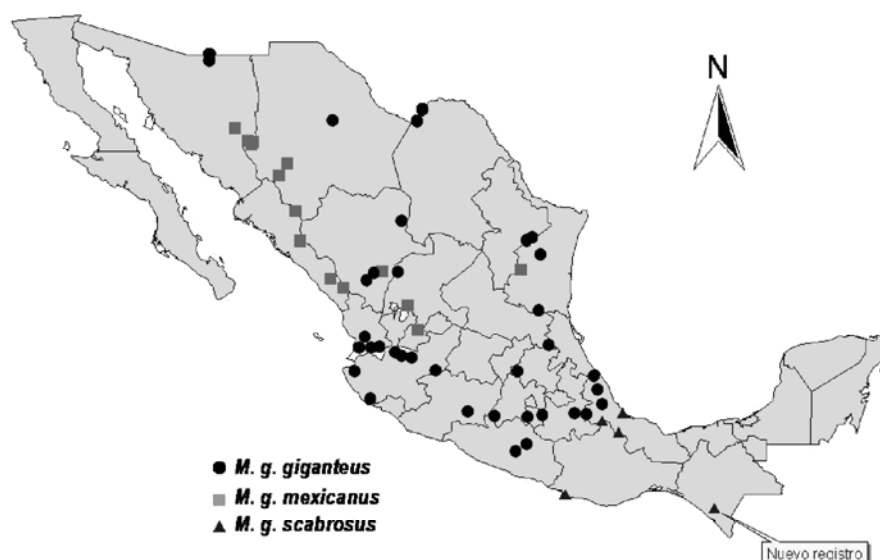 N
M. g. giganteus
M. g. mexicanus
M. g. scabrosus
Nuevo registro